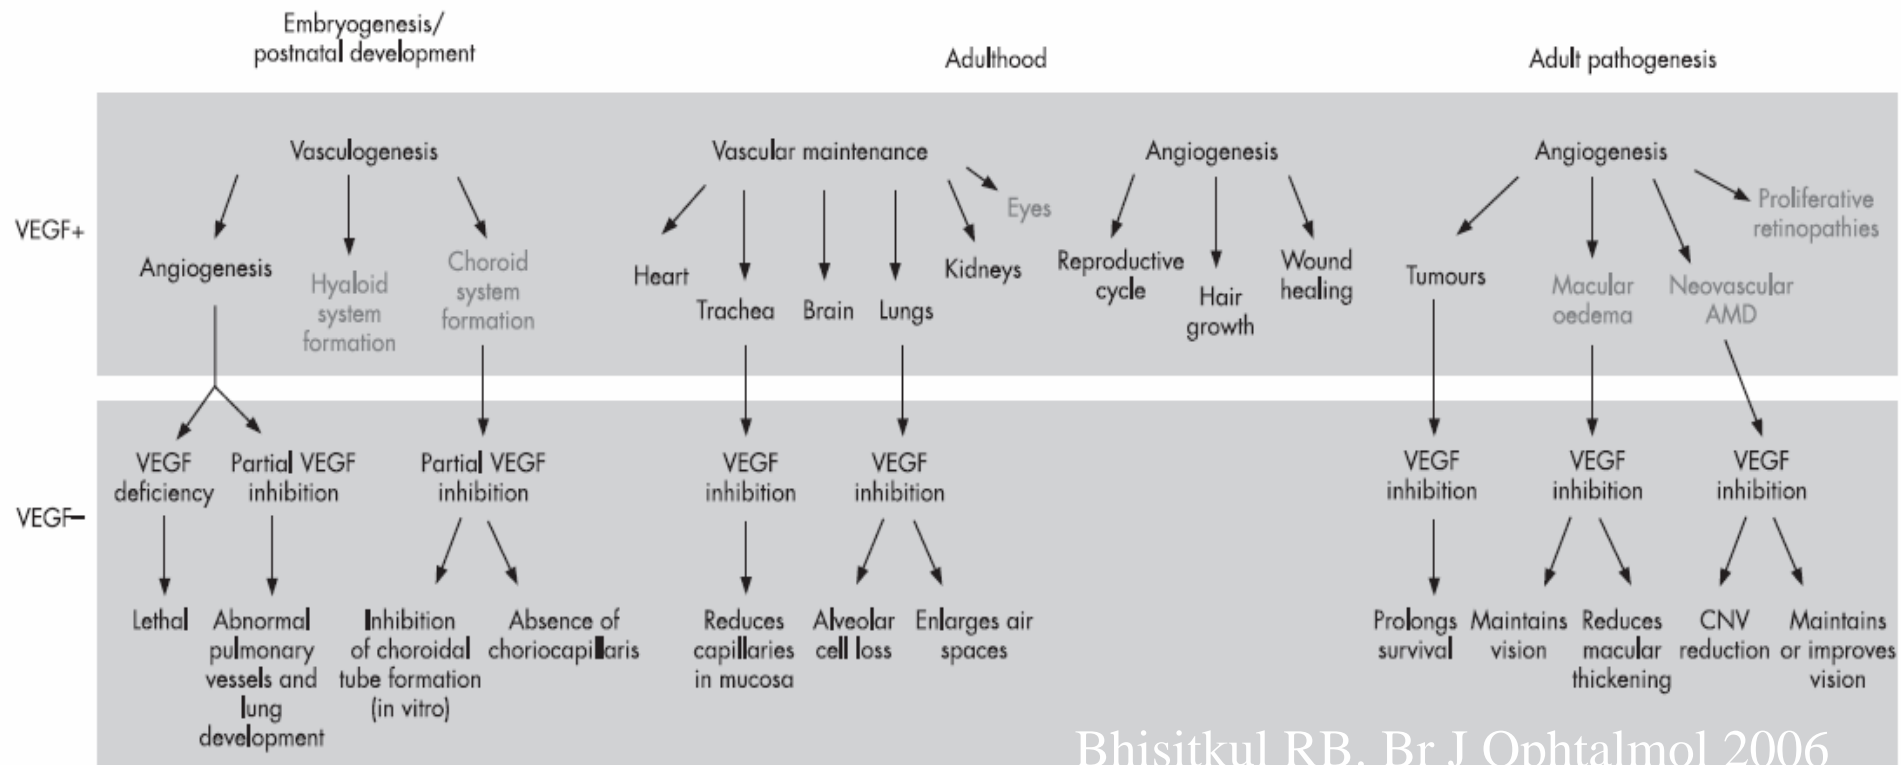 Embryogenesis/
postnatal development
Adulthood
Adult pathogenesis
VEGF+
Vasculogenesis
Angiogenesis
Hyaloid
system
formation
Choroid
system
formation
Vascular maintenance
Heart
Trachea
Brain
Lungs
Kidneys
Eyes
Angiogenesis
Reproductive
cycle
Hair
growth
Wound
healing
Angiogenesis
Tumours
Macular
oedema
Neovascular
AMD
Proliferative
retinopathies
VEGF–
VEGF
deficiency
Partial VEGF
inhibition
Partial VEGF
inhibition
VEGF
inhibition
VEGF
inhibition
VEGF
inhibition
VEGF
inhibition
VEGF
inhibition
Lethal
Abnormal
pulmonary
vessels and
lung
development
Inhibition
of choroidal
tube formation
(in vitro)
Absence of
choriocapillaris
Reduces
capillaries
in mucosa
Alveolar
cell loss
Enlarges air
spaces
Prolongs
survival
Maintains
vision
Reduces
macular
thickening
CNV
reduction
Maintains
or improves
vision
Bhisitkul RB. Br J Ophtalmol 2006